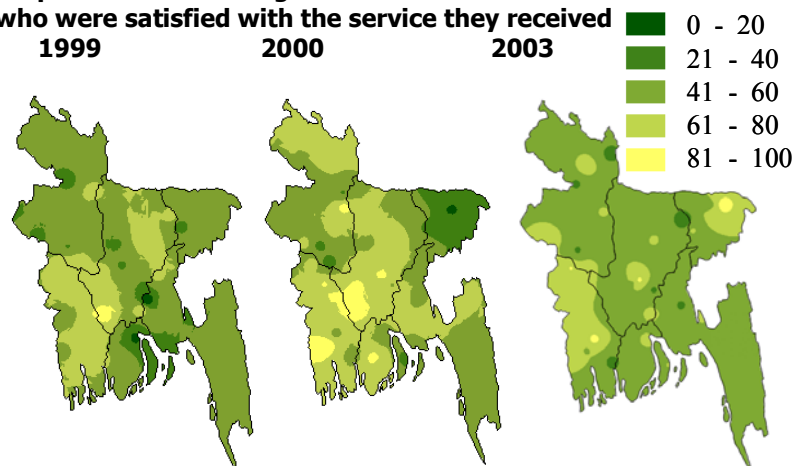 who were satisfied with the service they received
1999 2000 2003
0 - 20
21 - 40
41 - 60
61 - 80
81 - 100